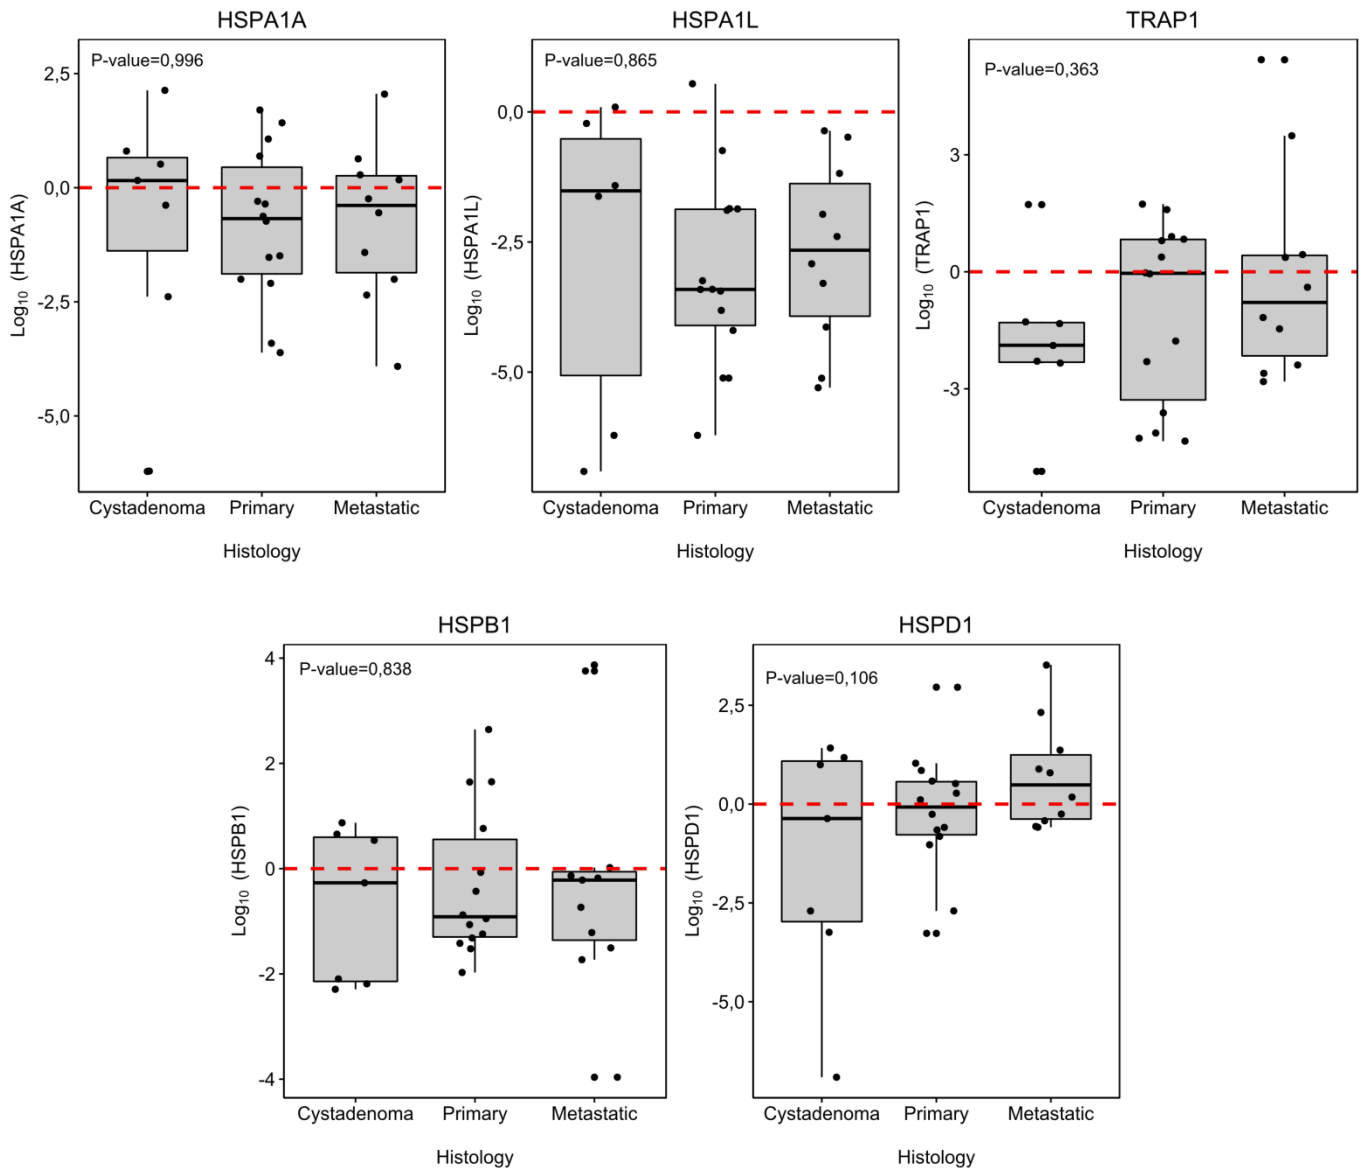 HSPA1A
P-value=0,996
2,5
0,0
-2,5
-5,0
Log10 (HSPA1A)
Cystadenoma Primary Metastatic
Histology
HSPA1L
P-value=0,865
0,0
-2,5
-5,0
Log10 (HSPA1L)
Cystadenoma Primary Metastatic
Histology
TRAP1
P-value=0,363
3
0
-3
Log10 (TRAP1)
Cystadenoma Primary Metastatic
Histology
HSPB1
P-value=0,838
4
2
0
-2
-4
Log10 (HSPB1)
Cystadenoma Primary Metastatic
Histology
HSPD1
P-value=0,106
2,5
0,0
-2,5
-5,0
Log10 (HSPD1)
Cystadenoma Primary Metastatic
Histology